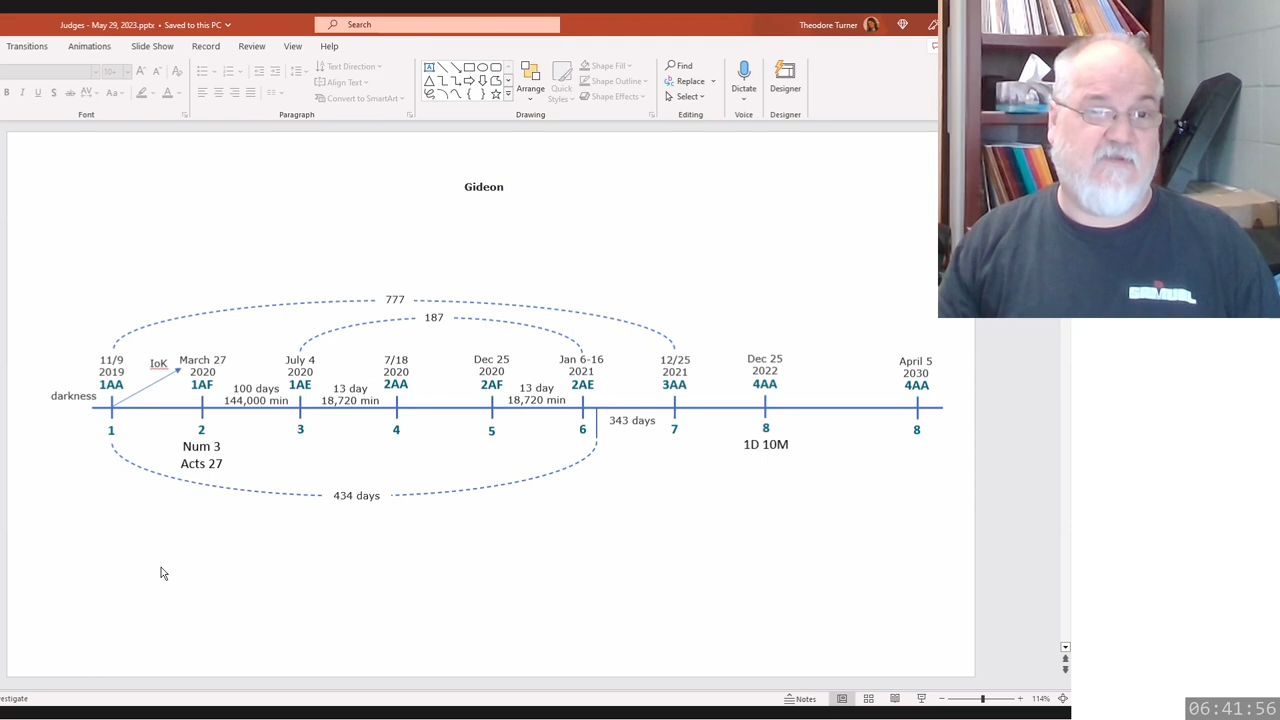 Judges - May 29, 2023.pptx • Saved to this PC
Search
Theodore Turner
Transitions Animations Slide Show Record Review View Help
10+
Text Direction
Align Text
Convert to SmartArt
Arrange
Quick Styles
Shape Fill
Shape Outline
Shape Effects
Find
Replace
Select
Dictate
Designer
Font Paragraph Drawing Editing Voice Designer
Gideon
777
187
11/9 2019 1AA
IoK
March 27 2020 1AF
July 4 2020 1AE
7/18 2020 2AA
Dec 25 2020 2AF
Jan 6-16 2021 2AE
12/25 2021 3AA
Dec 25 2022 4AA
April 5 2030 4AA
darkness
100 days 144,000 min
13 day 18,720 min
13 day 18,720 min
343 days
1 2 3 4 5 6 7 8 8
Num 3
Acts 27
1D 10M
434 days
vestigate
Notes
114%
06:41:56